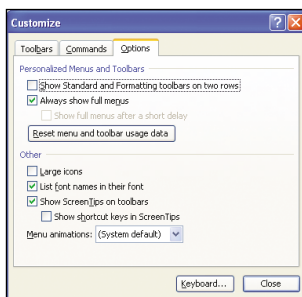 Customize
Toolbars Commands Options
Personalized Menus and Toolbars
Show Standard and Formatting toolbars on two rows
Always show full menus
Show full menus after a short delay
Reset menu and toolbar usage data
Other
Large icons
List font names in their font
Show ScreenTips on toolbars
Show shortcut keys in ScreenTips
Menu animations: (System default)
Keyboard... Close